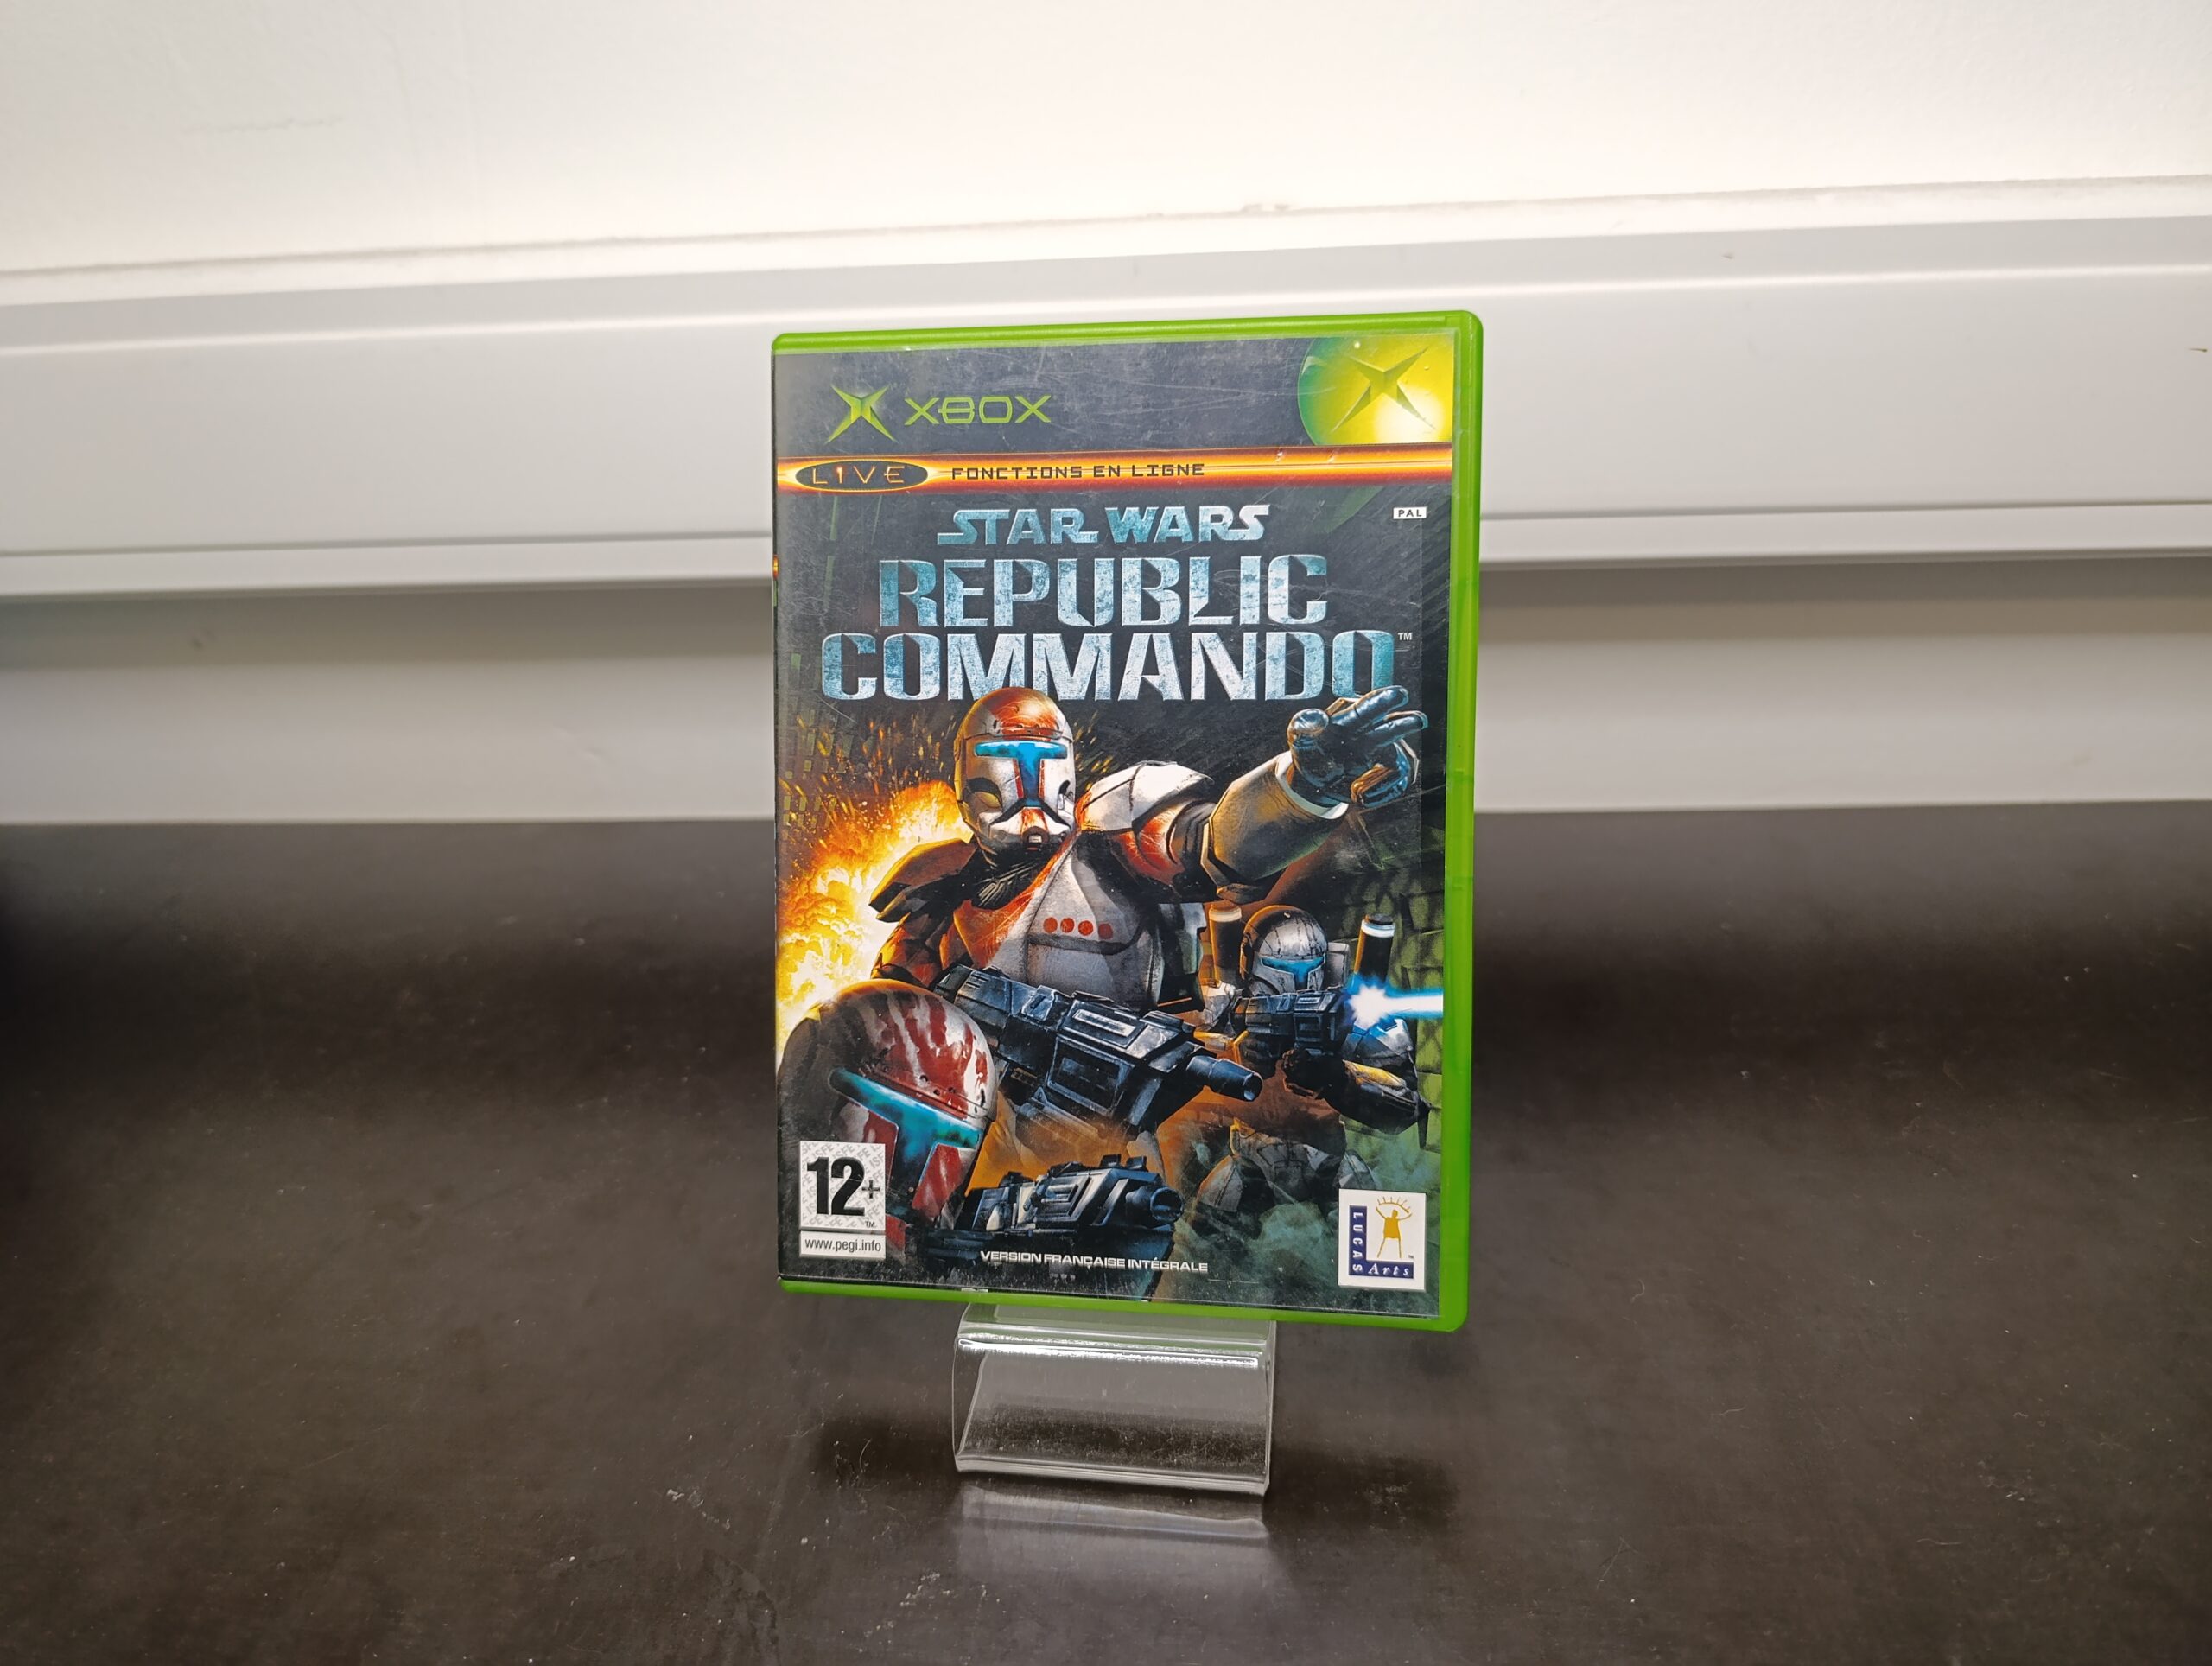 XBOX
LIVE FONCTIONS EN LIGNE
PAL
STAR WARS
REPUBLIC
COMMANDO™
12+
™
www.pegi.info
VERSION FRANÇAISE INTÉGRALE
LUCAS
Arts